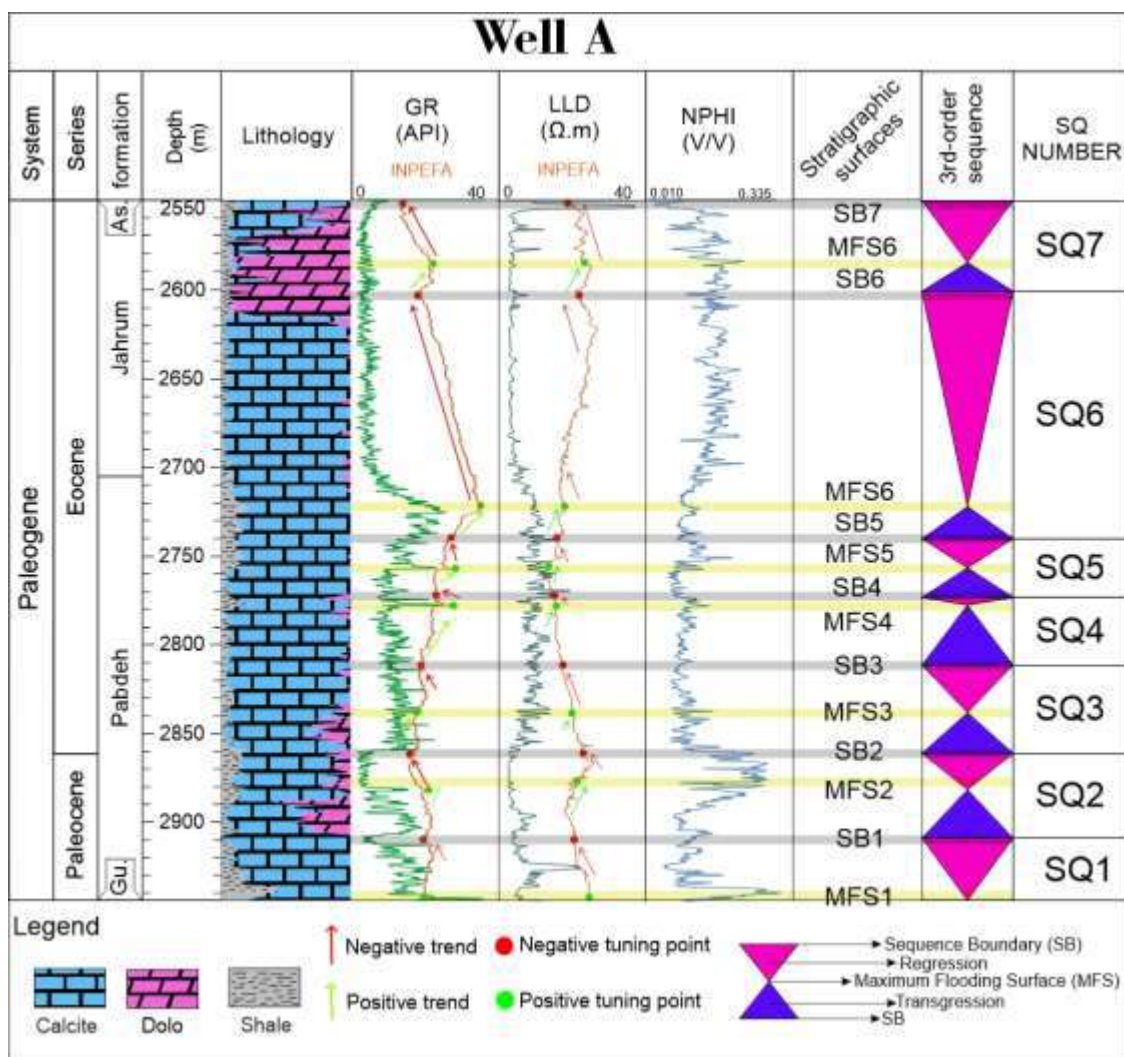 Well A
System
Series
formation
Depth
(m)
Lithology
GR
(API)
INPEFA
0 40
LLD
(Ω.m)
INPEFA
0 40
NPHI
(V/V)
0.010 0.335
Stratigraphic
surfaces
3rd-order
sequence
SQ
NUMBER
Paleogene
Eocene
Paleocene
As.
Jahrum
Pabdeh
Gu.
2550
2600
2650
2700
2750
2800
2850
2900
SB7
MFS6
SB6
MFS6
SB5
MFS5
SB4
MFS4
SB3
MFS3
SB2
MFS2
SB1
MFS1
SQ7
SQ6
SQ5
SQ4
SQ3
SQ2
SQ1
Legend
Calcite
Dolo
Shale
Negative trend
Positive trend
Negative tuning point
Positive tuning point
Sequence Boundary (SB)
Regression
Maximum Flooding Surface (MFS)
Transgression
SB